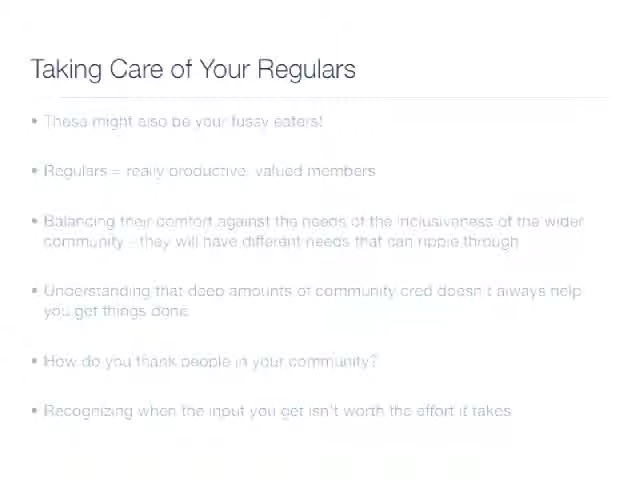 Taking Care of Your Regulars
• These might also be your fussy eaters!
• Regulars = really productive, valued members
• Balancing their comfort against the needs of the inclusiveness of the wider
community - they will have different needs that can ripple through
• Understanding that deep amounts of community cred doesn't always help
you get things done
• How do you thank people in your community?
• Recognizing when the input you get isn't worth the effort it takes